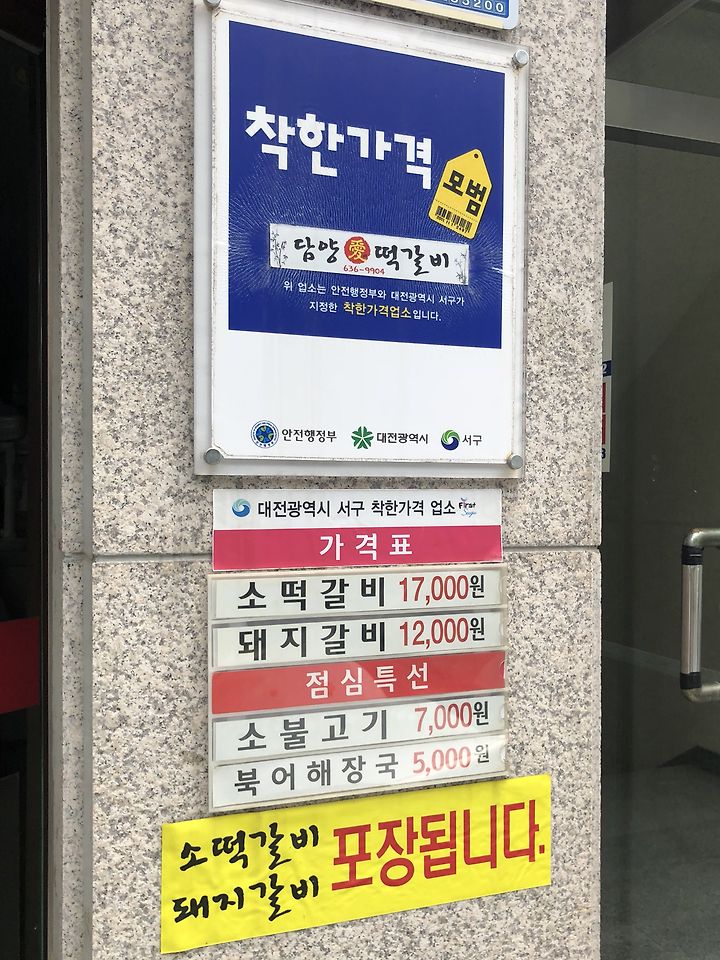 착한가격
모범
담양愛떡갈비
636-9904
위 업소는 안전행정부와 대전광역시 서구가
지정한 착한가격업소입니다.
안전행정부 대전광역시 서구
대전광역시 서구 착한가격 업소 First
가격표
소떡갈비 17,000원
돼지갈비 12,000원
점심특선
소불고기 7,000원
북어해장국 5,000원
소떡갈비
돼지갈비
포장됩니다.